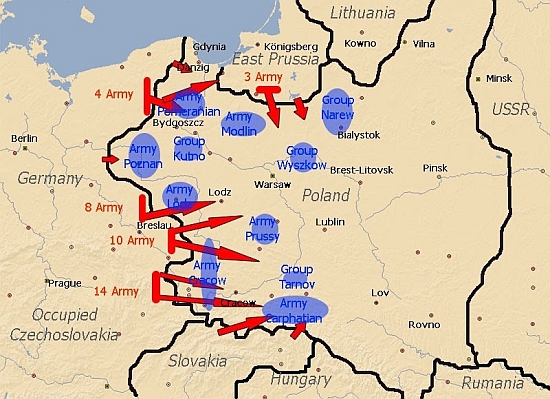 Lithuania
Gdynia
Königsberg
Kowno
Vilna
Danzig
East Prussia
3 Army
Minsk
4 Army
Army
Pomeranian
Group
Narew
USSR
Bydgoszcz
Army
Modlin
Bialystok
Berlin
Army
Poznan
Group
Kutno
Group
Wyszkow
Brest-Litovsk
Pinsk
Germany
Warsaw
Army
Lodz
Lodz
Poland
8 Army
Breslau
Army
Prussy
Lublin
10 Army
Army
Cracow
Group
Tarnov
Prague
14 Army
Cracow
Army
Carphatian
Lov
Occupied
Czechoslovakia
Rovno
Slovakia
Hungary
Rumania